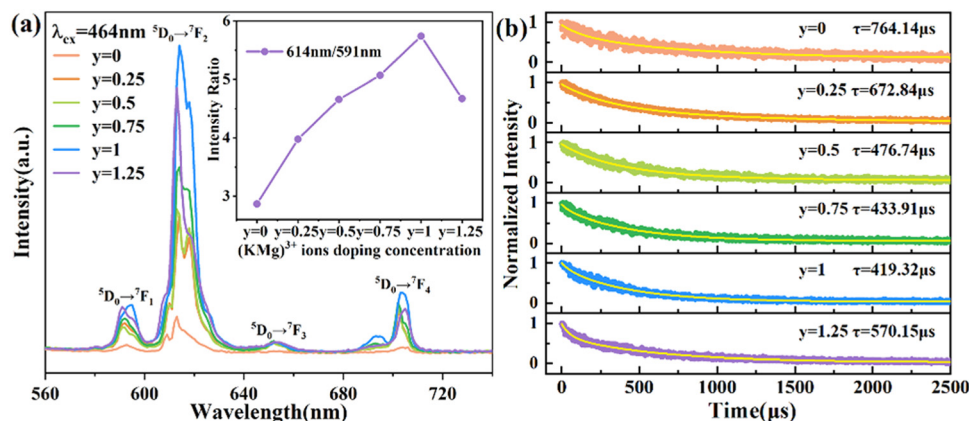 (a)
λex=464nm
y=0
y=0.25
y=0.5
y=0.75
y=1
y=1.25
⁵D₀→⁷F₂
614nm/591nm
Intensity Ratio
6
5
4
3
y=0 y=0.25 y=0.5 y=0.75 y=1 y=1.25
(KMg)³⁺ ions doping concentration
⁵D₀→⁷F₁
⁵D₀→⁷F₃
⁵D₀→⁷F₄
Intensity(a.u.)
560 600 640 680 720
Wavelength(nm)
(b)
Normalized Intensity
1
0
y=0 τ=764.14μs
1
0
y=0.25 τ=672.84μs
1
0
y=0.5 τ=476.74μs
1
0
y=0.75 τ=433.91μs
1
0
y=1 τ=419.32μs
1
0
y=1.25 τ=570.15μs
0 500 1000 1500 2000 2500
Time(μs)